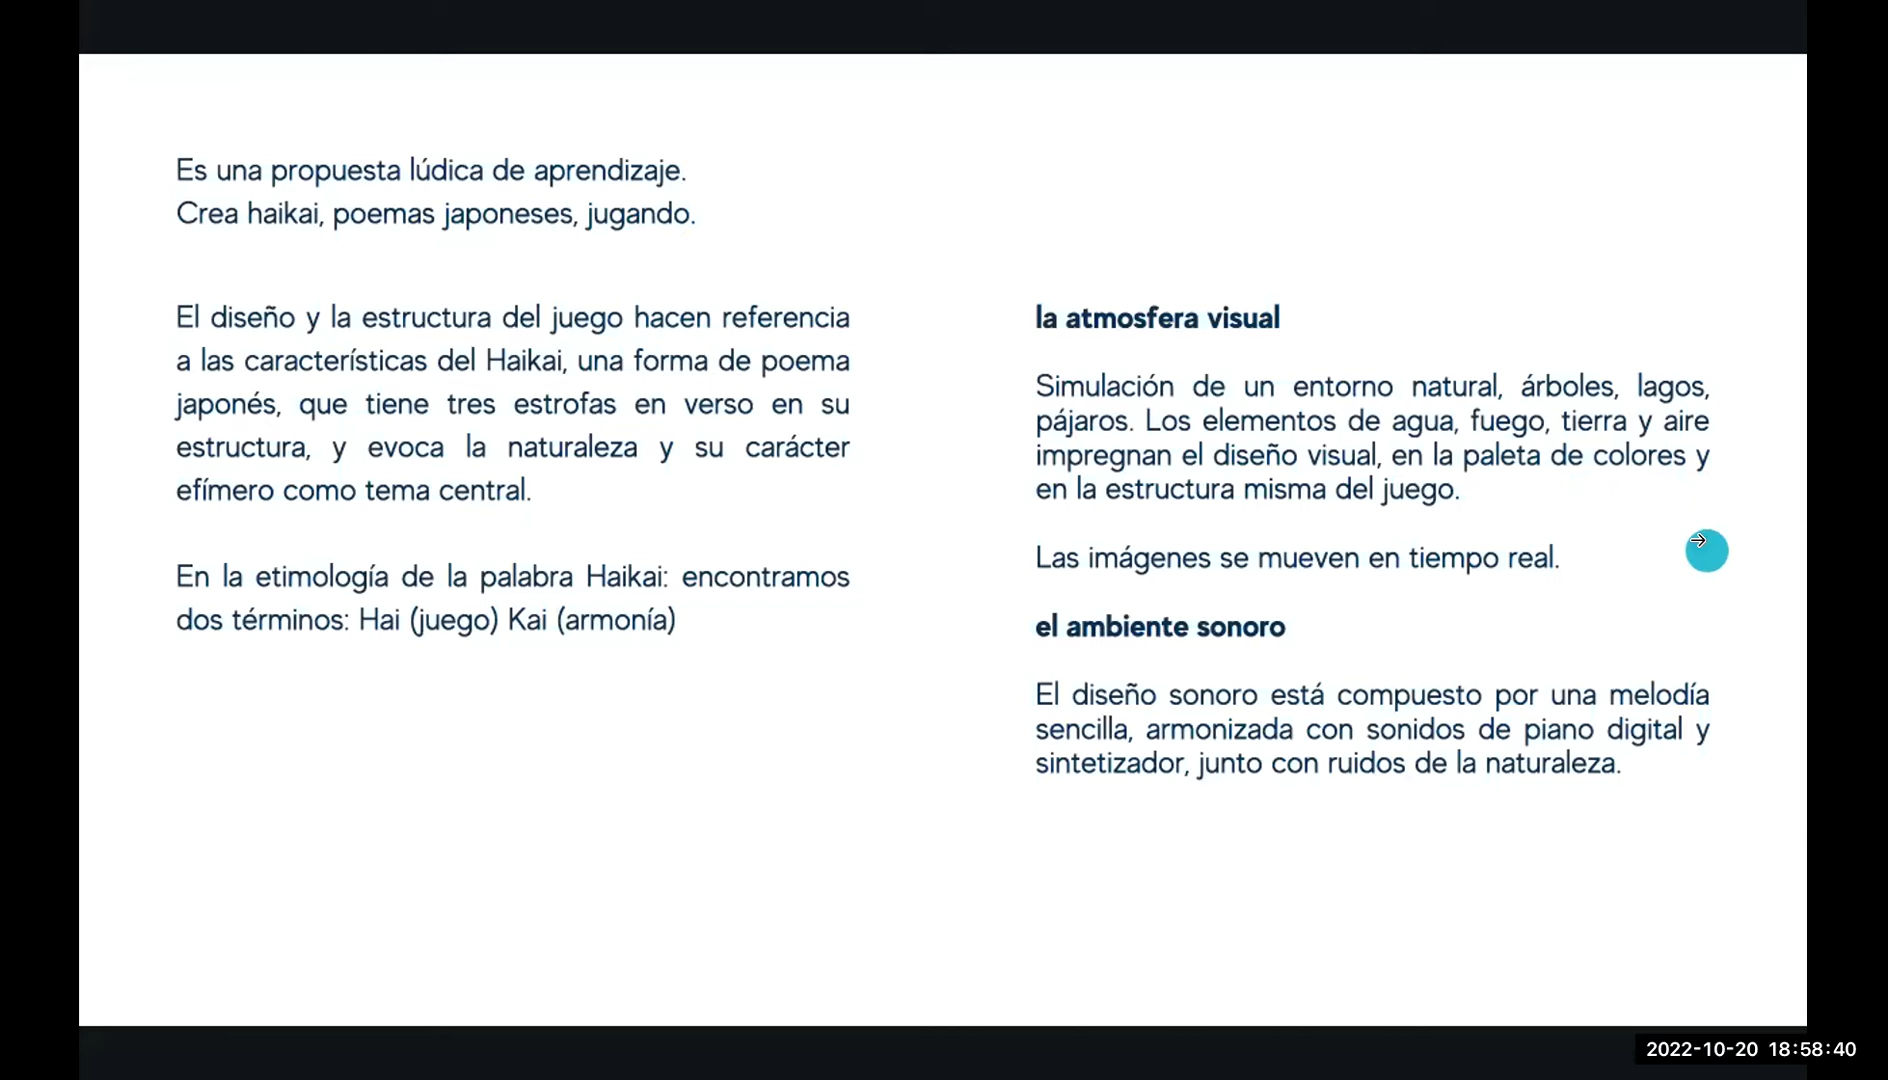 Es una propuesta lúdica de aprendizaje.
Crea haikai, poemas japoneses, jugando.
El diseño y la estructura del juego hacen referencia
a las características del Haikai, una forma de poema
japonés, que tiene tres estrofas en verso en su
estructura, y evoca la naturaleza y su carácter
efímero como tema central.
En la etimología de la palabra Haikai: encontramos
dos términos: Hai (juego) Kai (armonía)
la atmosfera visual
Simulación de un entorno natural, árboles, lagos,
pájaros. Los elementos de agua, fuego, tierra y aire
impregnan el diseño visual, en la paleta de colores y
en la estructura misma del juego.
Las imágenes se mueven en tiempo real.
el ambiente sonoro
El diseño sonoro está compuesto por una melodía
sencilla, armonizada con sonidos de piano digital y
sintetizador, junto con ruidos de la naturaleza.
2022-10-20 18:58:40